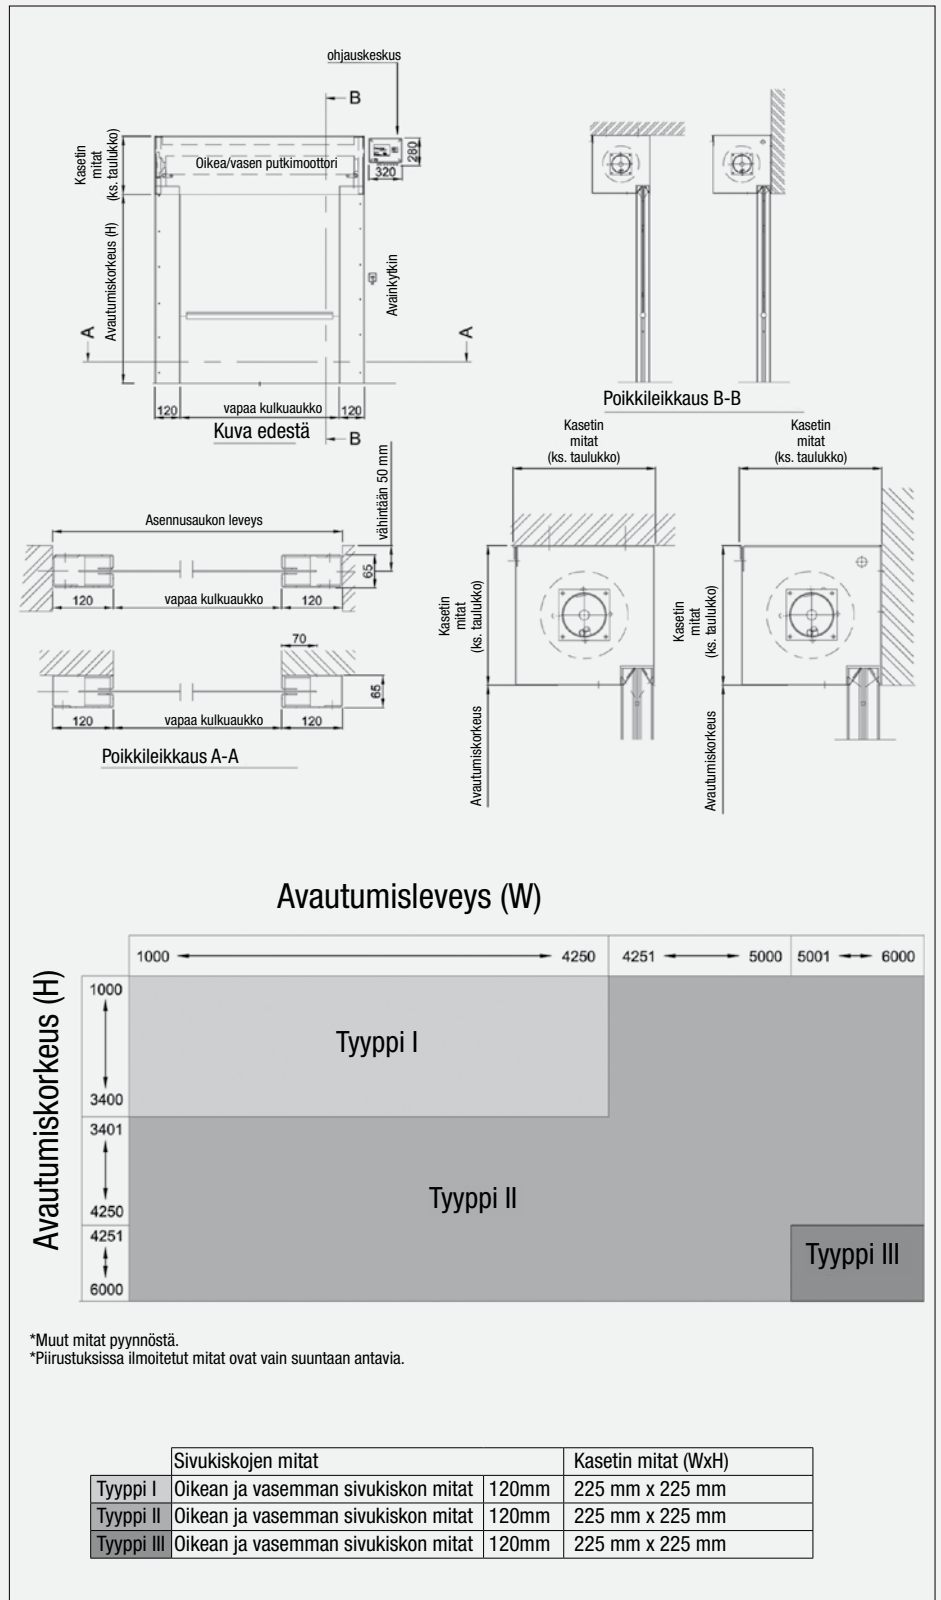 ohjauskeskus
B
Kasetin
mitat
(ks. taulukko)
Oikea/vasen putkimoottori
280
320
Avautumiskorkeus (H)
Avainkytkin
A
A
120
vapaa kulkuaukko
120
Kuva edestä
B
Poikkileikkaus B-B
vähintään 50 mm
Asennusaukon leveys
65
120
vapaa kulkuaukko
120
70
65
120
vapaa kulkuaukko
120
Poikkileikkaus A-A
Kasetin
mitat
(ks. taulukko)
Kasetin
mitat
(ks. taulukko)
Kasetin
mitat
(ks. taulukko)
Kasetin
mitat
(ks. taulukko)
Avautumiskorkeus
Avautumiskorkeus
Avautumisleveys (W)
1000 4250 4251 5000 5001 6000
Avautumiskorkeus (H)
1000
3400
3401
4250
4251
6000
Tyyppi I
Tyyppi II
Tyyppi III
*Muut mitat pyynnöstä.
*Piirustuksissa ilmoitetut mitat ovat vain suuntaan antavia.
Sivukiskojen mitat Kasetin mitat (WxH)
Tyyppi I Oikean ja vasemman sivukiskon mitat 120mm 225 mm x 225 mm
Tyyppi II Oikean ja vasemman sivukiskon mitat 120mm 225 mm x 225 mm
Tyyppi III Oikean ja vasemman sivukiskon mitat 120mm 225 mm x 225 mm